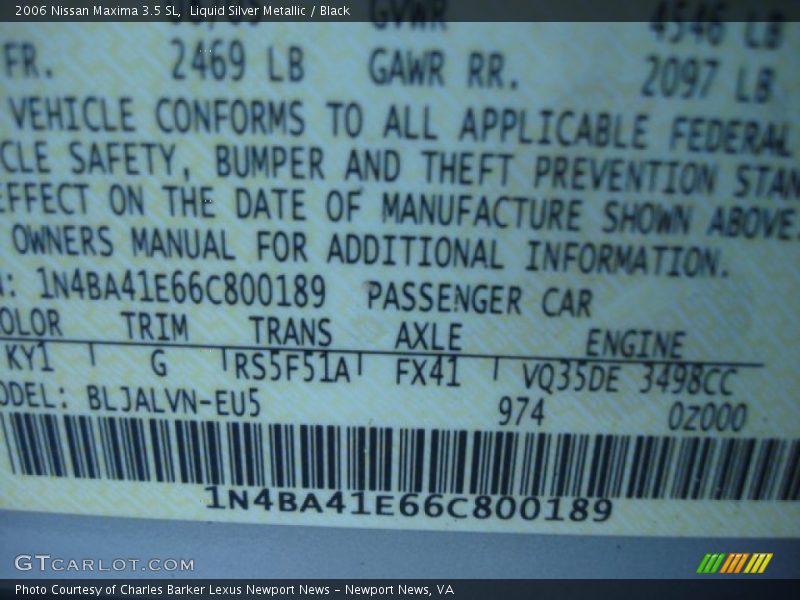 2006 Nissan Maxima 3.5 SL, Liquid Silver Metallic / Black
GVWR 4546 LB
FR. 2469 LB GAWR RR. 2097 LB
VEHICLE CONFORMS TO ALL APPLICABLE FEDERAL
CLE SAFETY, BUMPER AND THEFT PREVENTION STAN
EFFECT ON THE DATE OF MANUFACTURE SHOWN ABOVE.
OWNERS MANUAL FOR ADDITIONAL INFORMATION.
N: 1N4BA41E66C800189 PASSENGER CAR
OLOR TRIM TRANS AXLE ENGINE
KY1 G RS5F51A FX41 VQ35DE 3498CC
ODEL: BLJALVN-EU5 974 0Z000
1N4BA41E66C800189
GTCARLOT.COM
Photo Courtesy of Charles Barker Lexus Newport News - Newport News, VA